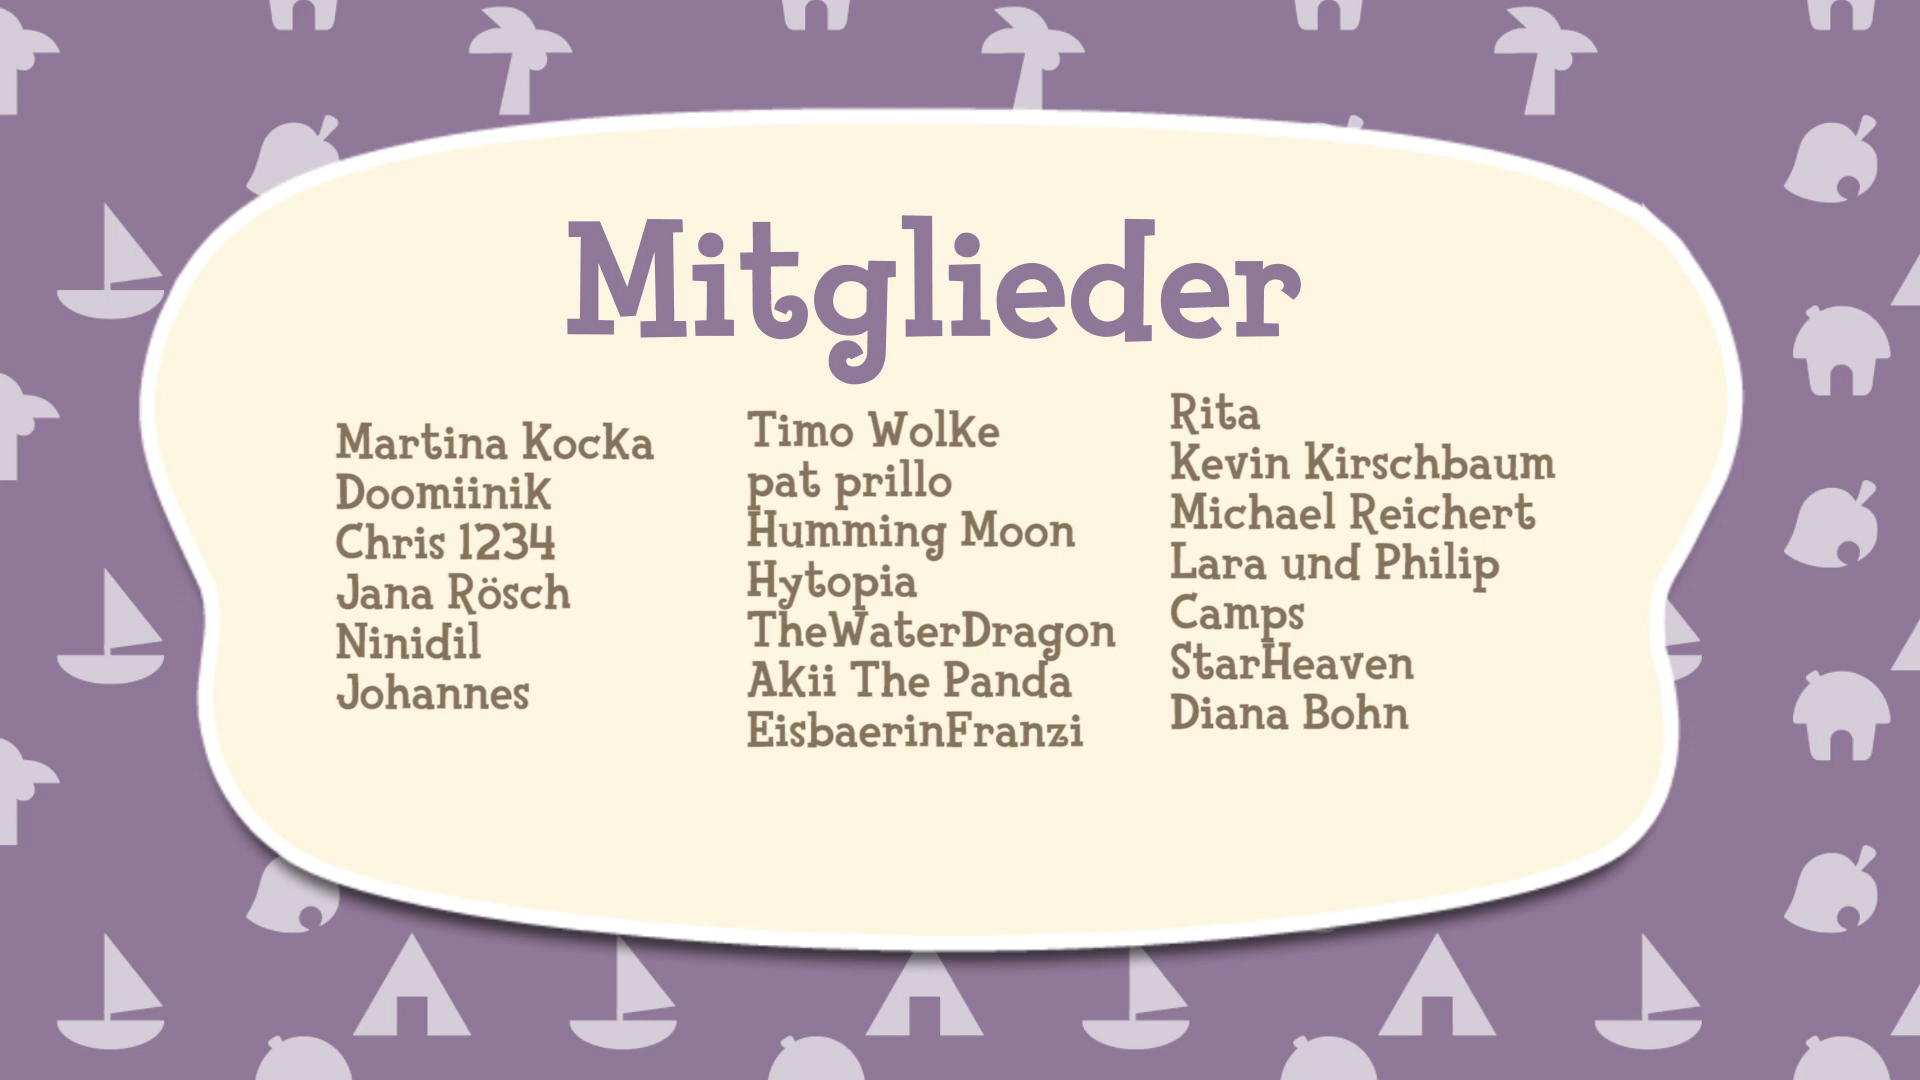 Mitglieder
Martina Kocka
Doomiinik
Chris 1234
Jana Rösch
Ninidil
Johannes
Timo Wolke
pat prillo
Humming Moon
Hytopia
TheWaterDragon
Akii The Panda
EisbaerinFranzi
Rita
Kevin Kirschbaum
Michael Reichert
Lara und Philip
Camps
StarHeaven
Diana Bohn